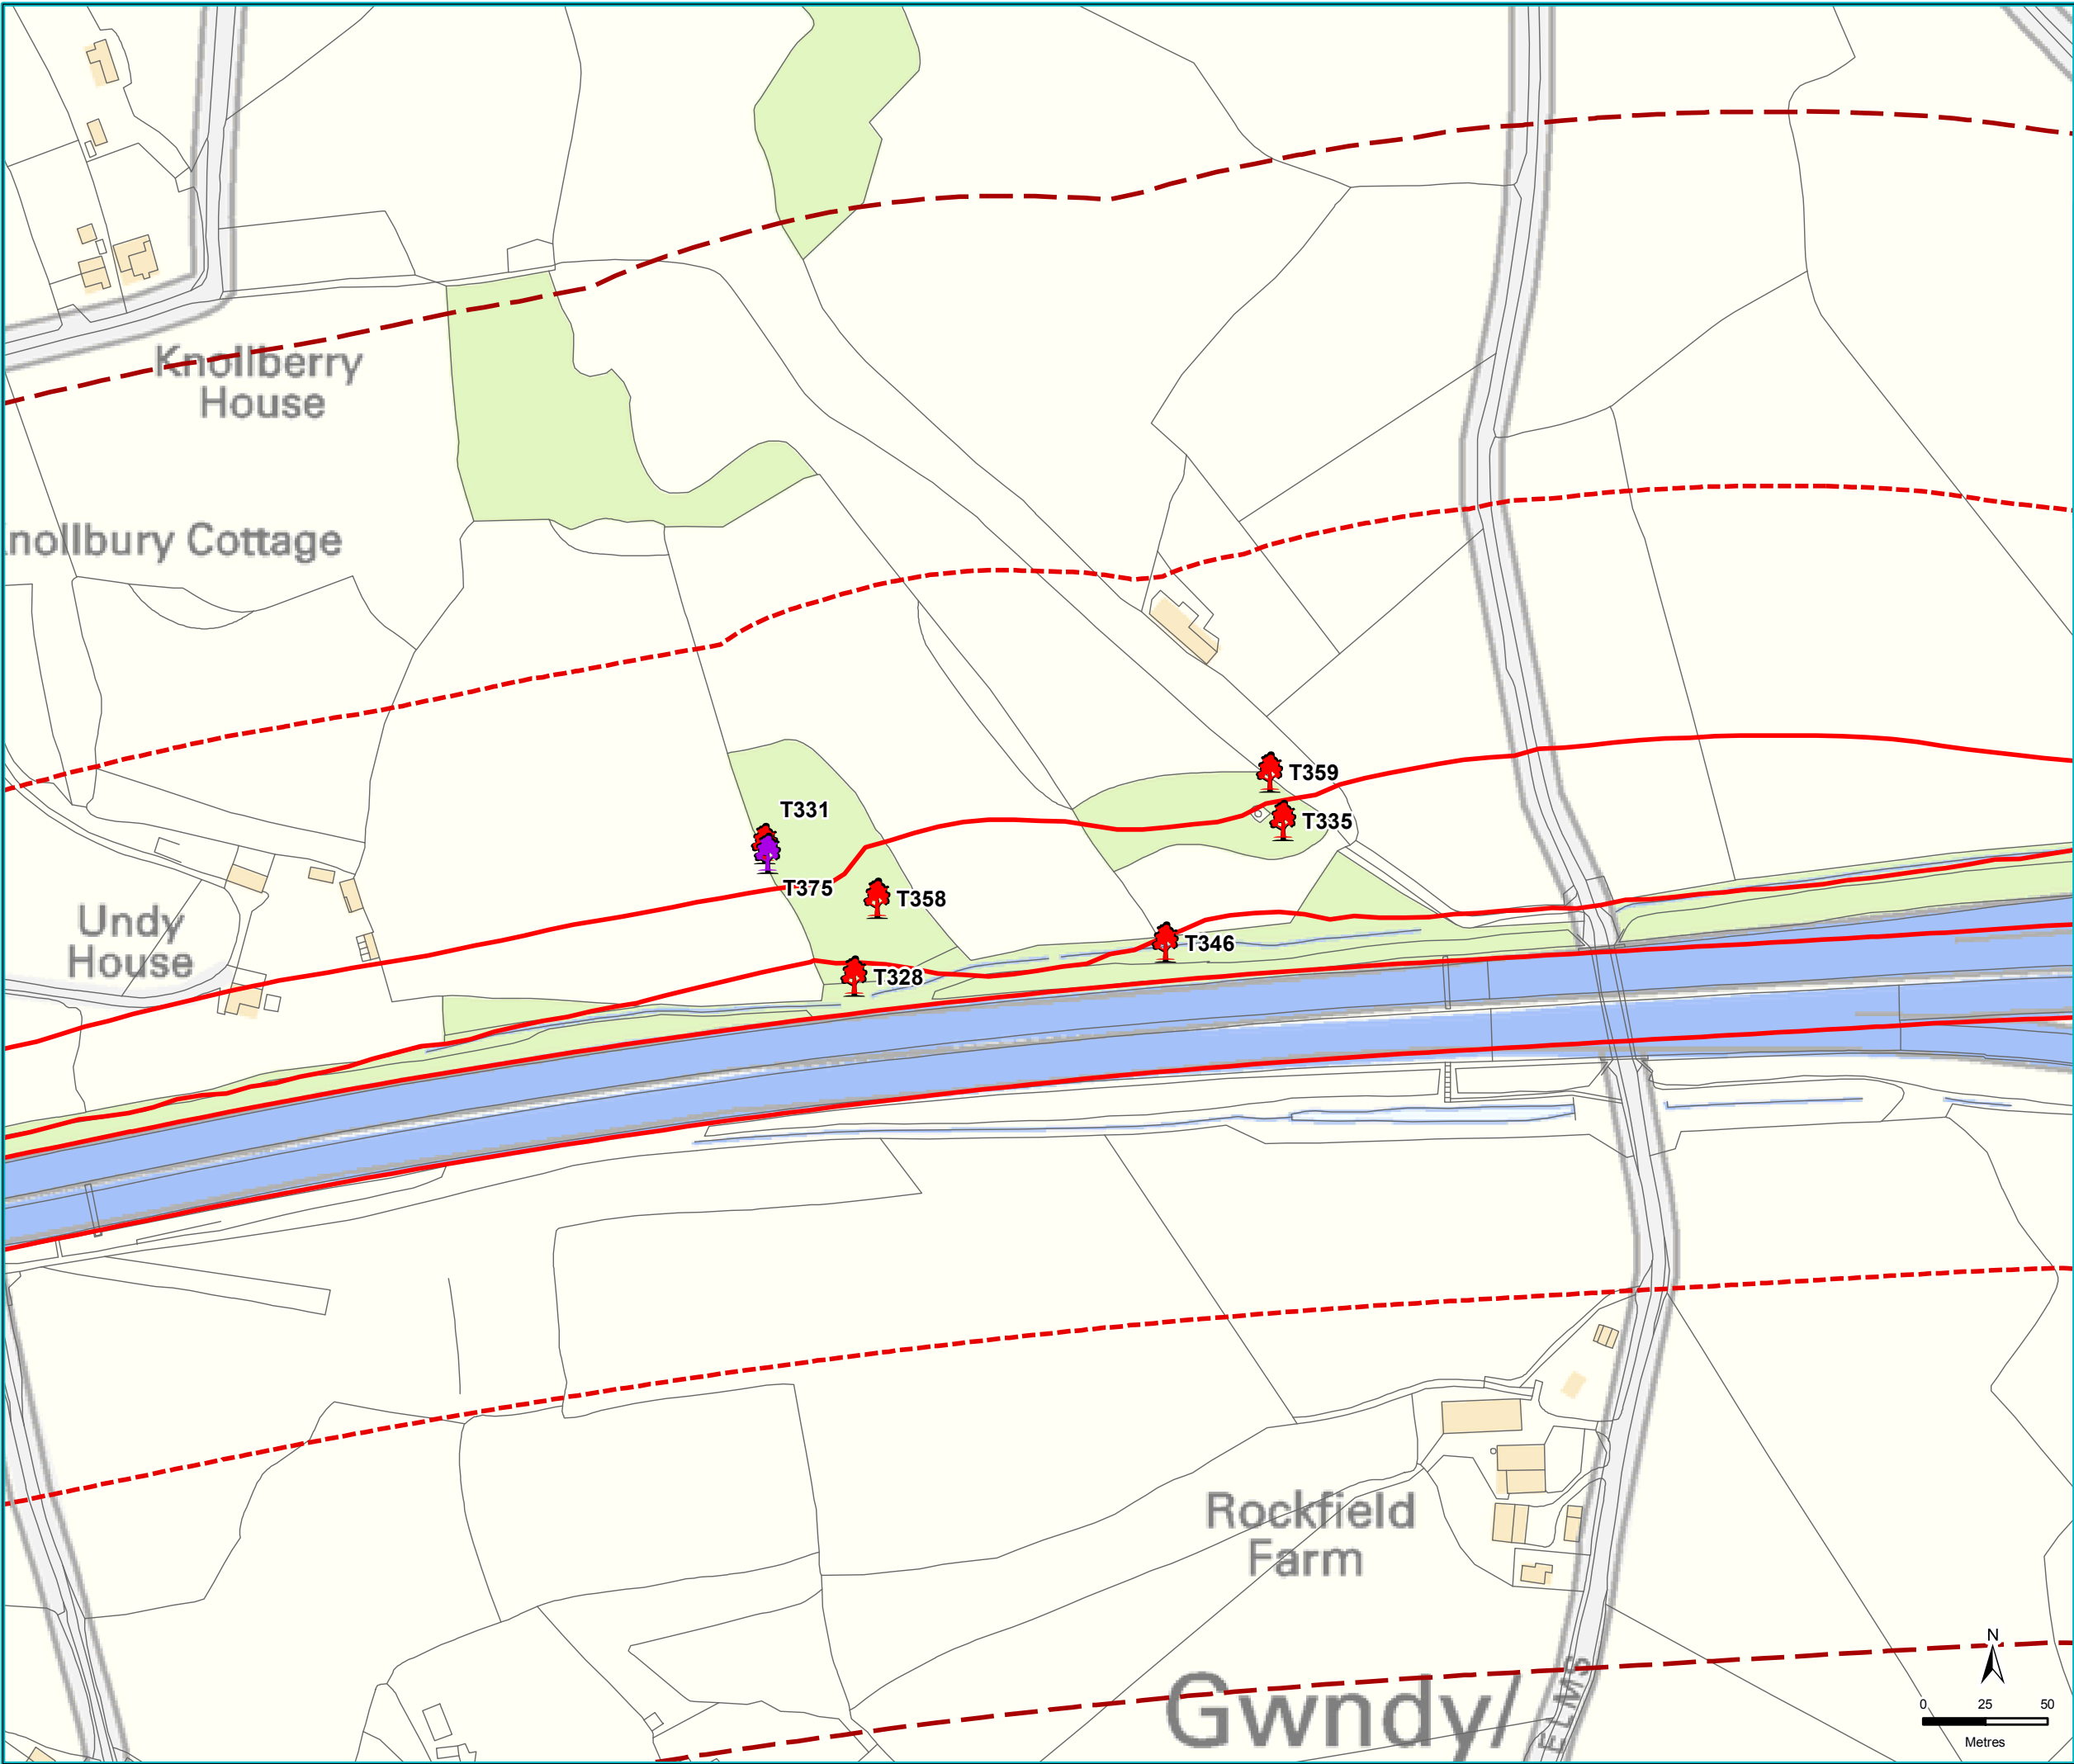 Knollberry
House
nollbury Cottage
T359
T331
T335
T375
T358
Undy
House
T346
T328
Rockfield
Farm
N
Gwndy/
ELMS
0 25 50
Metres